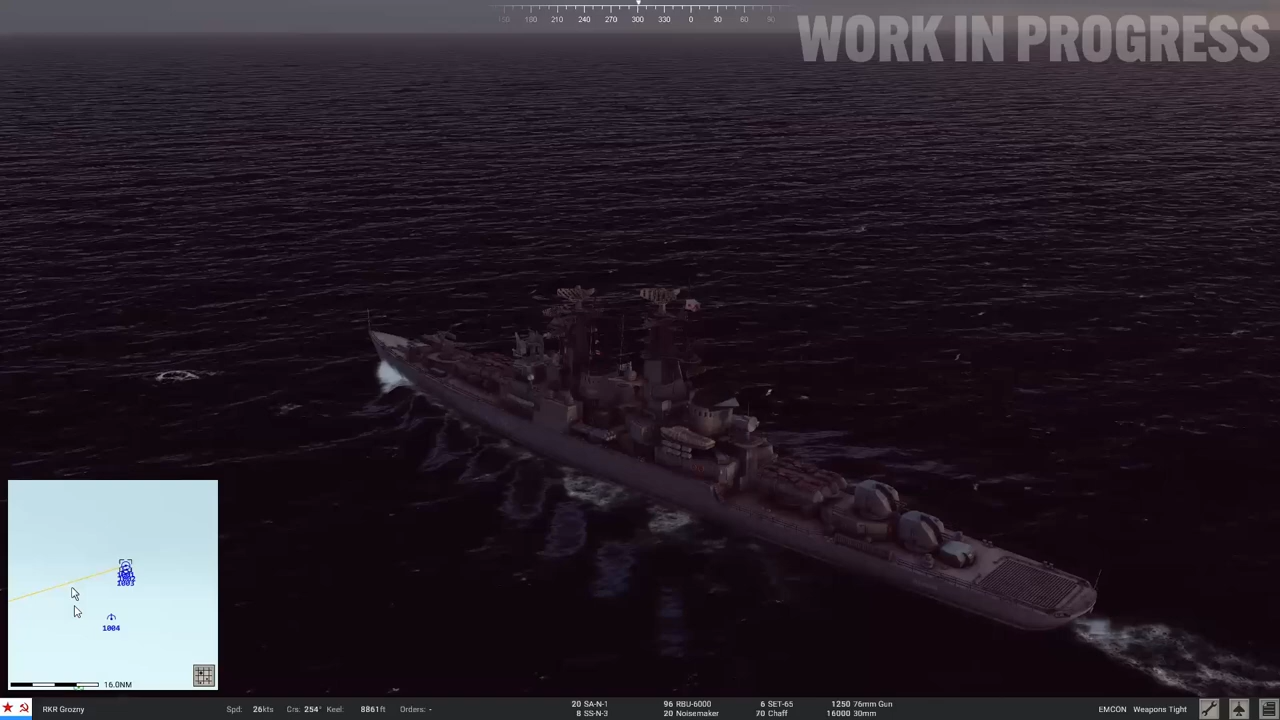 150 180 210 240 270 300 330 0 30 60 90
WORK IN PROGRESS
1003
1004
16.0NM
RKR Grozny
Spd: 26kts Crs: 254° Keel: 8861ft Orders: -
20 SA-N-1 96 RBU-6000 6 SET-65 1250 76mm Gun
8 SS-N-3 20 Noisemaker 70 Chaff 16000 30mm
EMCON Weapons Tight